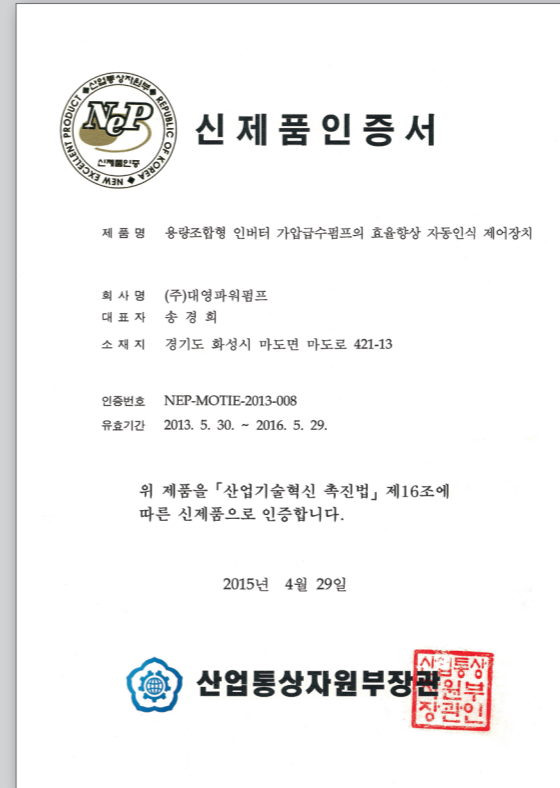 산업통상자원부
NEW EXCELLENT PRODUCT
REPUBLIC OF KOREA
NeP
신제품인증
신제품인증서
제 품 명 용량조합형 인버터 가압급수펌프의 효율향상 자동인식 제어장치
회 사 명 (주)대영파워펌프
대 표 자 송 경 희
소 재 지 경기도 화성시 마도면 마도로 421-13
인증번호 NEP-MOTIE-2013-008
유효기간 2013. 5. 30. ~ 2016. 5. 29.
위 제품을 「산업기술혁신 촉진법」 제16조에
따른 신제품으로 인증합니다.
2015년 4월 29일
산업통상자원부장관
산업통상
자원부
장관인